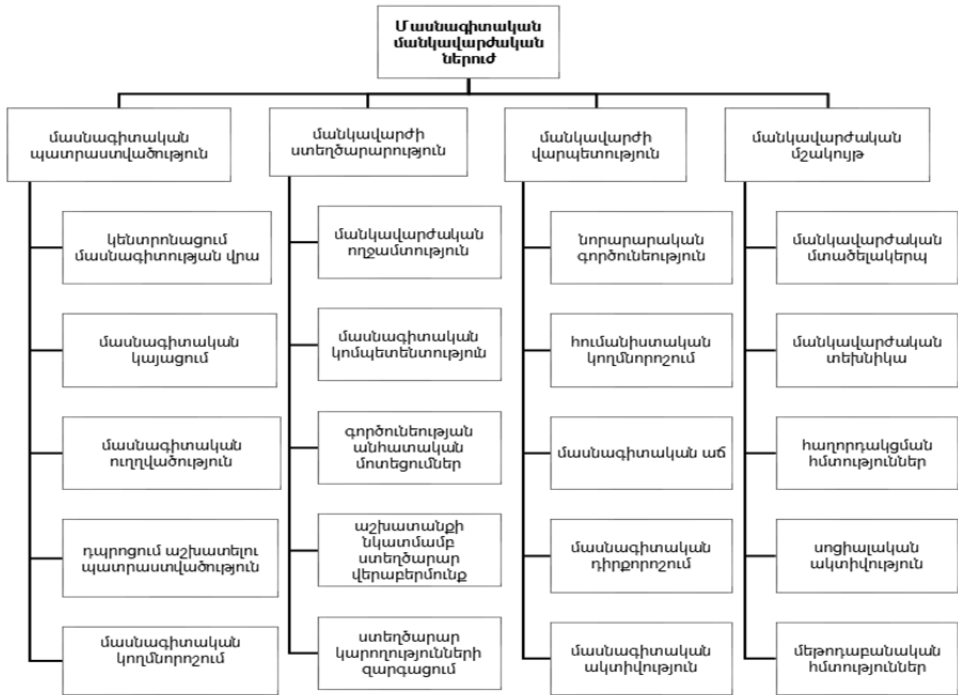 Մասնագիտական
մանկավարժական
ներուժ
մասնագիտական
պատրաստվածություն
կենտրոնացում
մասնագիտության վրա
մասնագիտական
կայացում
մասնագիտական
ուղղվածություն
դպրոցում աշխատելու
պատրաստվածություն
մասնագիտական
կողմնորոշում
մանկավարժի
ստեղծարարություն
մանկավարժական
ողջամտություն
մասնագիտական
կոմպետենտություն
գործունեության
անհատական
մոտեցումներ
աշխատանքի
նկատմամբ
ստեղծարար
վերաբերմունք
ստեղծարար
կարողությունների
զարգացում
մանկավարժի
վարպետություն
նորարարական
գործունեություն
հումանիստական
կողմնորոշում
մասնագիտական աճ
մասնագիտական
դիրքորոշում
մասնագիտական
ակտիվություն
մանկավարժական
մշակույթ
մանկավարժական
մտածելակերպ
մանկավարժական
տեխնիկա
հաղորդակցման
հմտություններ
սոցիալական
ակտիվություն
մեթոդաբանական
հմտություններ